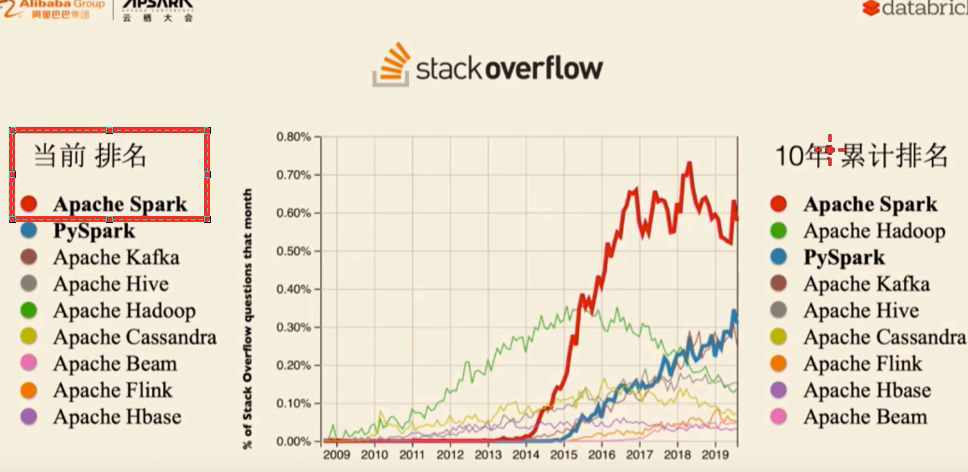 Alibaba Group
阿里巴巴集团
APSARA
云栖大会
databric
stackoverflow
当前 排名
Apache Spark
PySpark
Apache Kafka
Apache Hive
Apache Hadoop
Apache Cassandra
Apache Beam
Apache Flink
Apache Hbase
% of Stack Overflow questions that month
0.80%
0.70%
0.60%
0.50%
0.40%
0.30%
0.20%
0.10%
0.00%
2009 2010 2011 2012 2013 2014 2015 2016 2017 2018 2019
10年 累计排名
Apache Spark
Apache Hadoop
PySpark
Apache Kafka
Apache Hive
Apache Cassandra
Apache Flink
Apache Hbase
Apache Beam